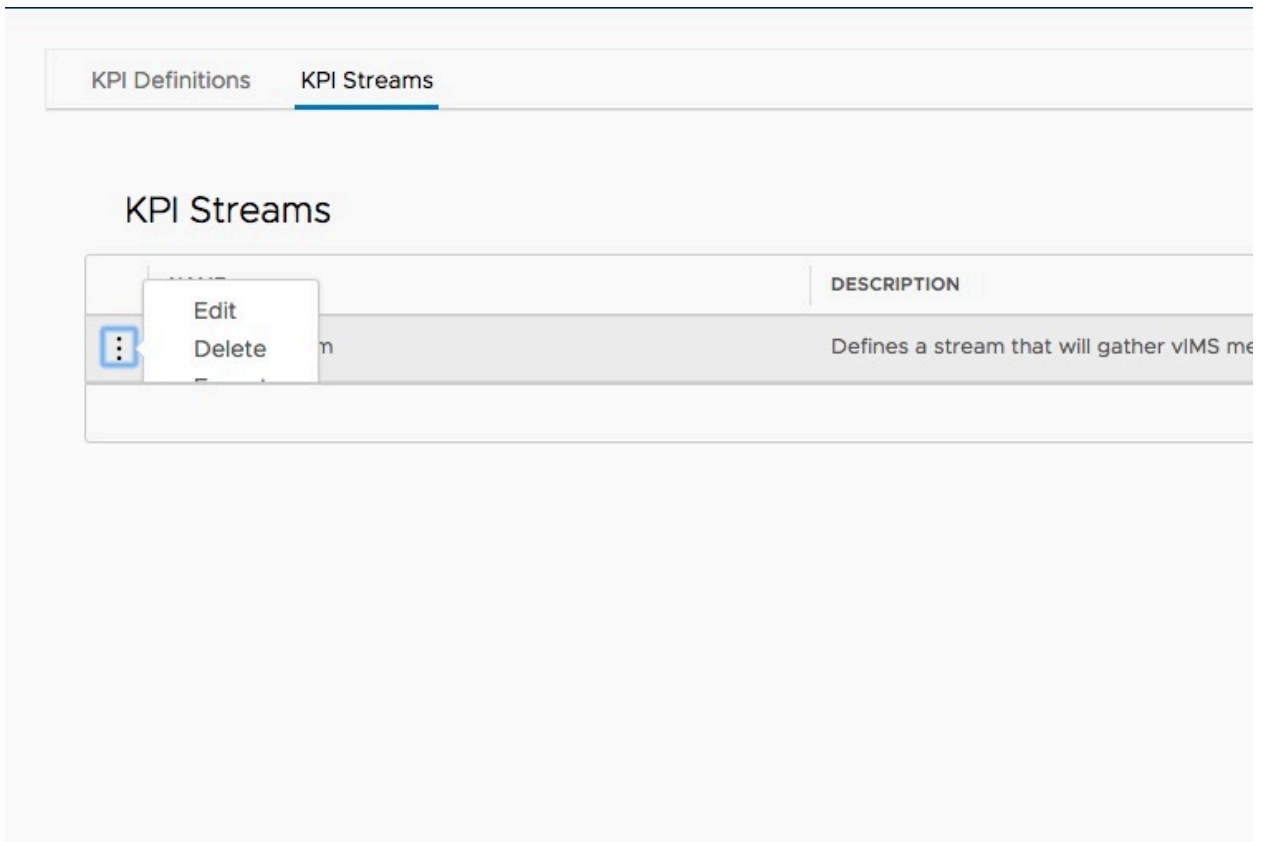 KPI Definitions KPI Streams
KPI Streams
DESCRIPTION
Edit
Delete
Defines a stream that will gather vIMS me